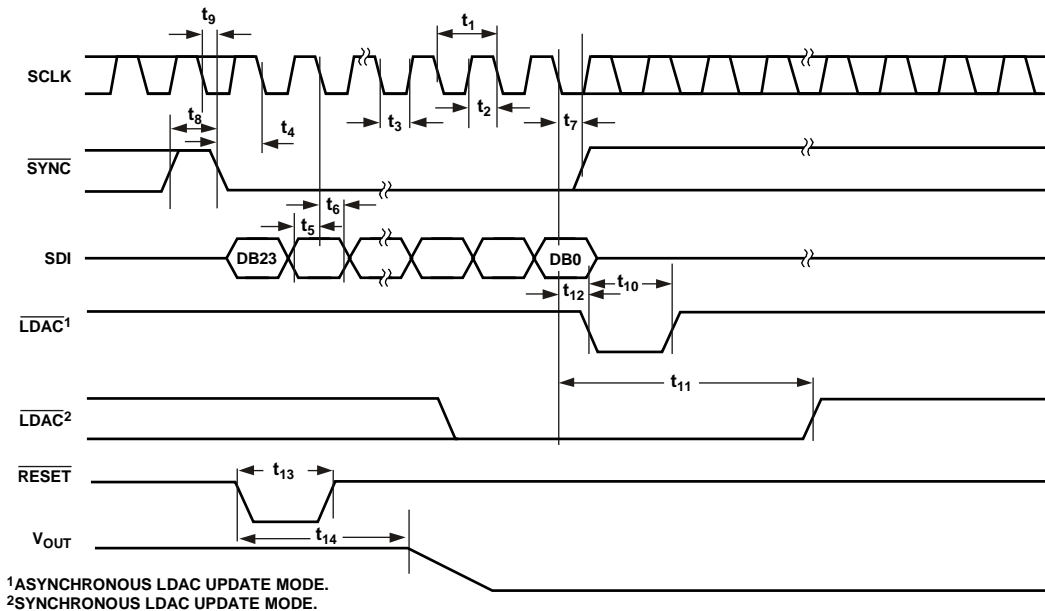 t9
t1
SCLK
t8
t4
t3
t2
t7
SYNC
t6
t5
SDI
DB23
DB0
t12
t10
LDAC1
t11
LDAC2
RESET
t13
t14
VOUT
1ASYNCHRONOUS LDAC UPDATE MODE.
2SYNCHRONOUS LDAC UPDATE MODE.